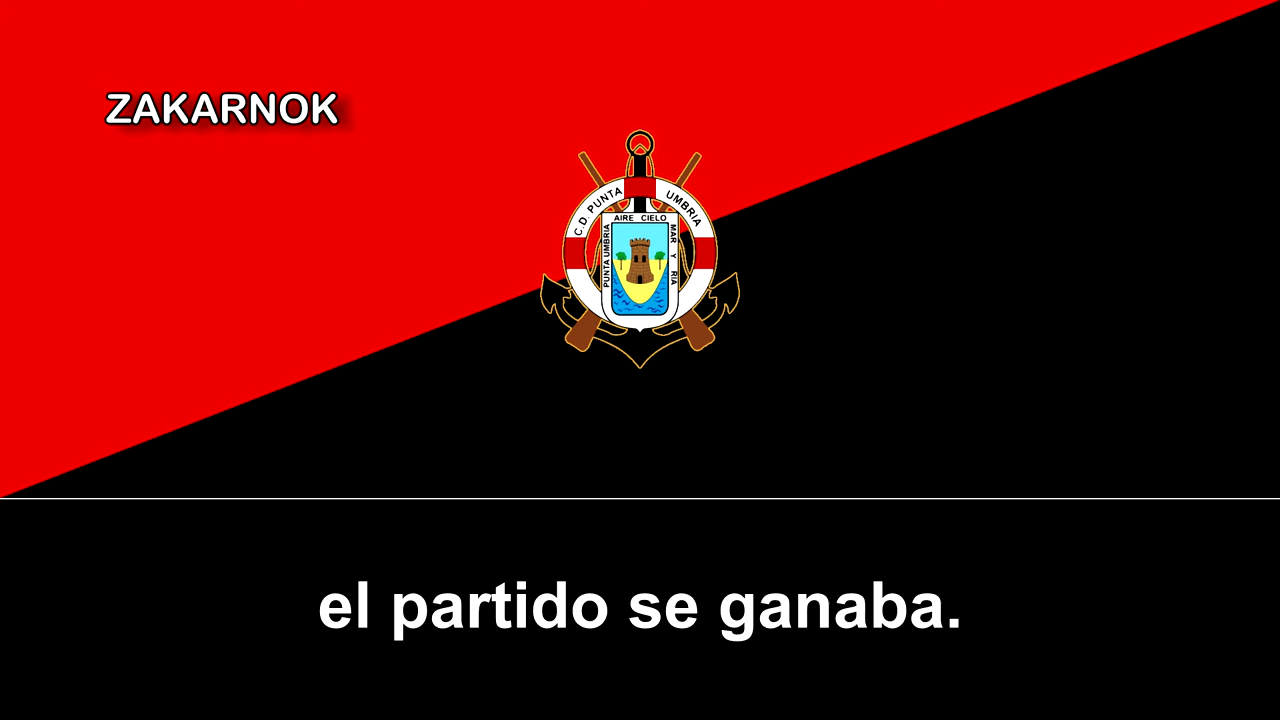 ZAKARNOK
C.D. PUNTA UMBRIA
AIRE CIELO
PUNTA UMBRIA
MAR Y RIA
el partido se ganaba.